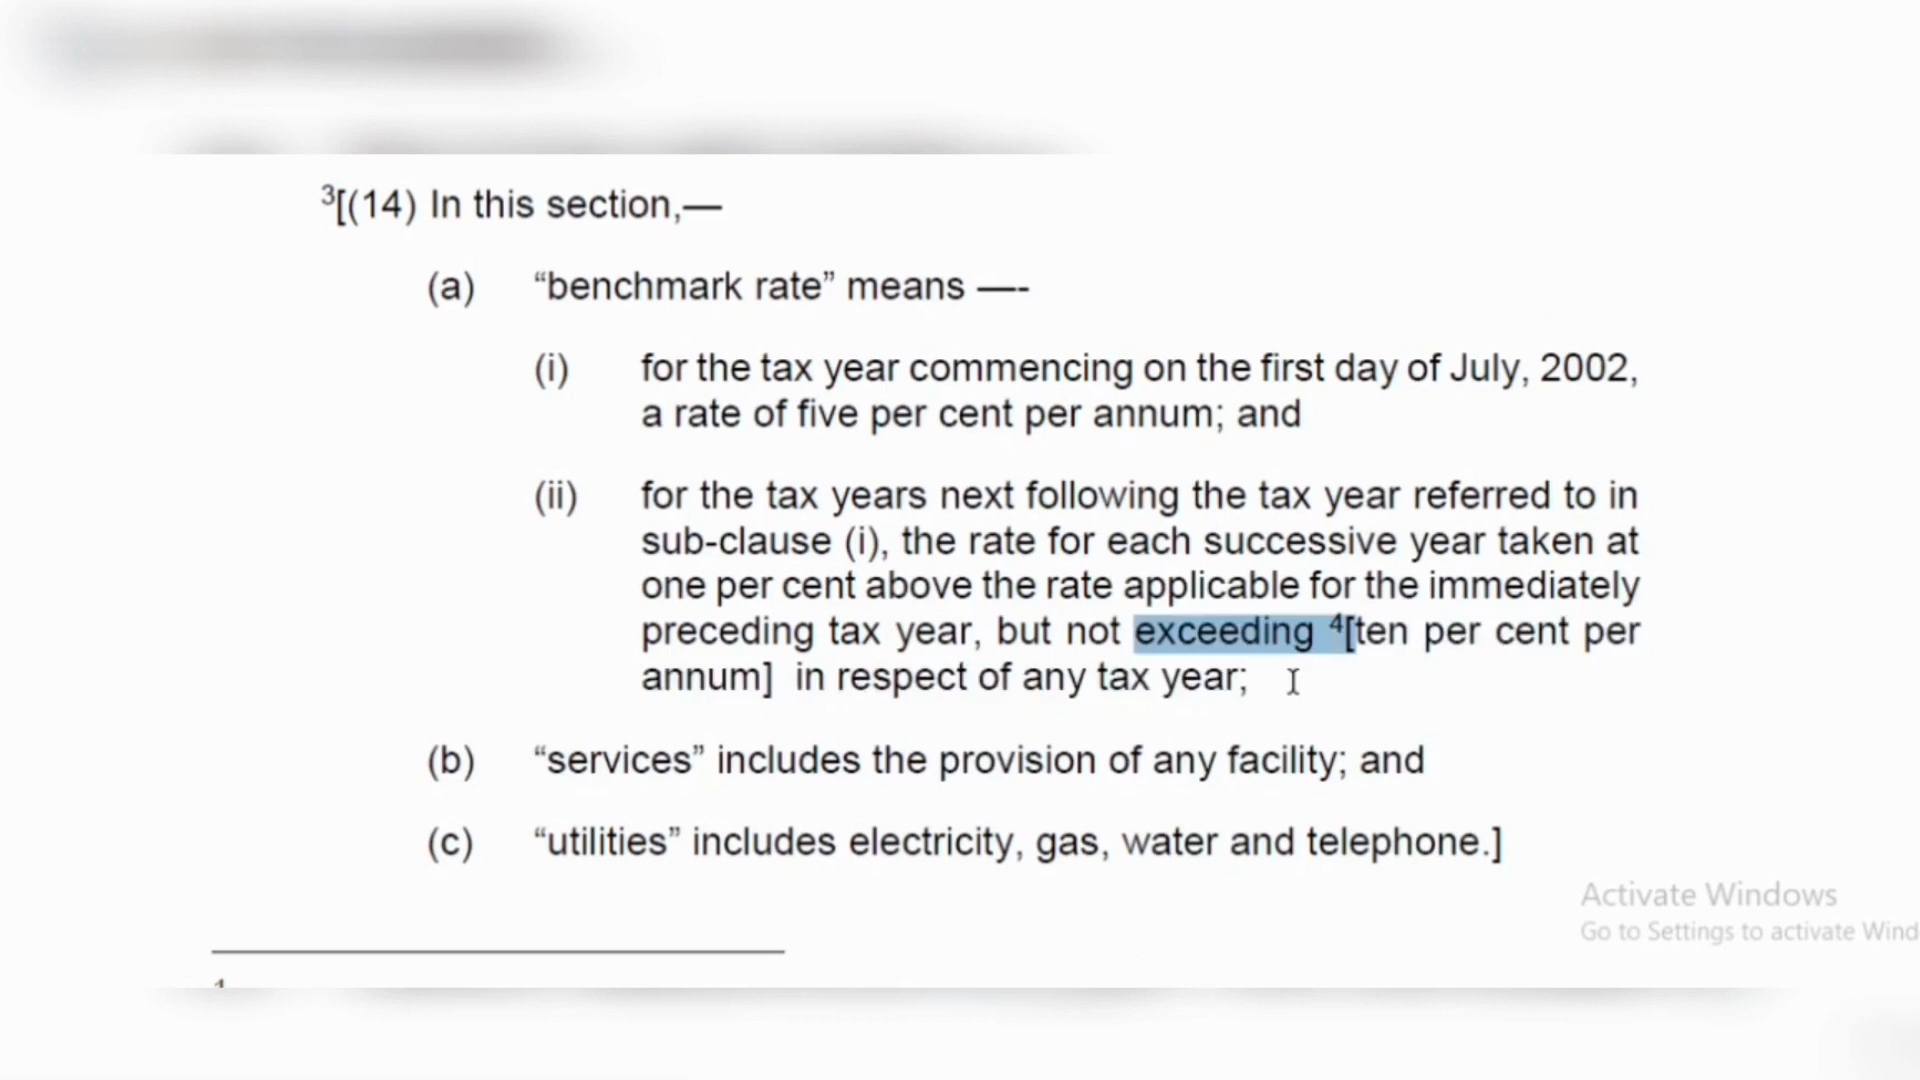 ³[(14) In this section,—
(a) “benchmark rate” means —-
(i) for the tax year commencing on the first day of July, 2002,
a rate of five per cent per annum; and
(ii) for the tax years next following the tax year referred to in
sub-clause (i), the rate for each successive year taken at
one per cent above the rate applicable for the immediately
preceding tax year, but not exceeding ⁴[ten per cent per
annum] in respect of any tax year;
(b) “services” includes the provision of any facility; and
(c) “utilities” includes electricity, gas, water and telephone.]
Activate Windows
Go to Settings to activate Wind